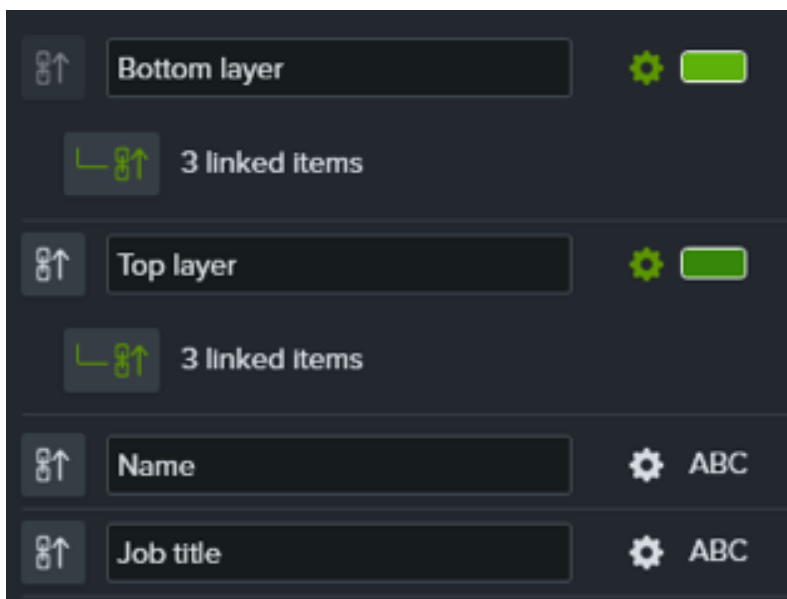 Bottom layer
3 linked items
Top layer
3 linked items
Name ABC
Job title ABC